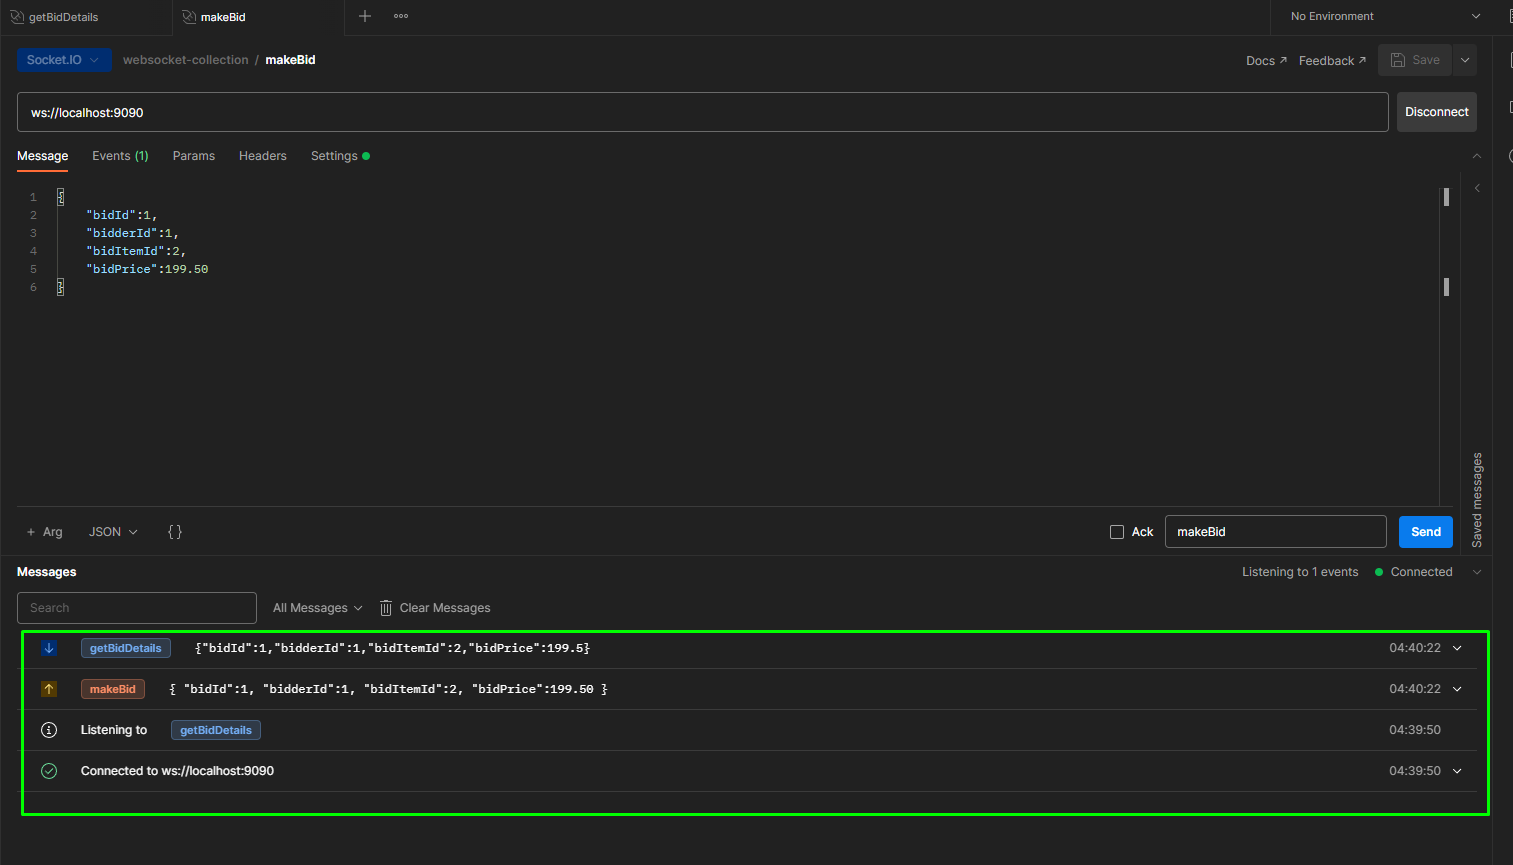 getBidDetails
makeBid
No Environment
Socket.IO
websocket-collection / makeBid
Docs ↗
Feedback ↗
Save
ws://localhost:9090
Disconnect
Message
Events (1)
Params
Headers
Settings
1 {
2 "bidId":1,
3 "bidderId":1,
4 "bidItemId":2,
5 "bidPrice":199.50
6 }
Saved messages
+ Arg
JSON
{}
Ack
makeBid
Send
Messages
Listening to 1 events
Connected
Search
All Messages
Clear Messages
getBidDetails {"bidId":1,"bidderId":1,"bidItemId":2,"bidPrice":199.5} 04:40:22
makeBid { "bidId":1, "bidderId":1, "bidItemId":2, "bidPrice":199.50 } 04:40:22
Listening to getBidDetails 04:39:50
Connected to ws://localhost:9090 04:39:50